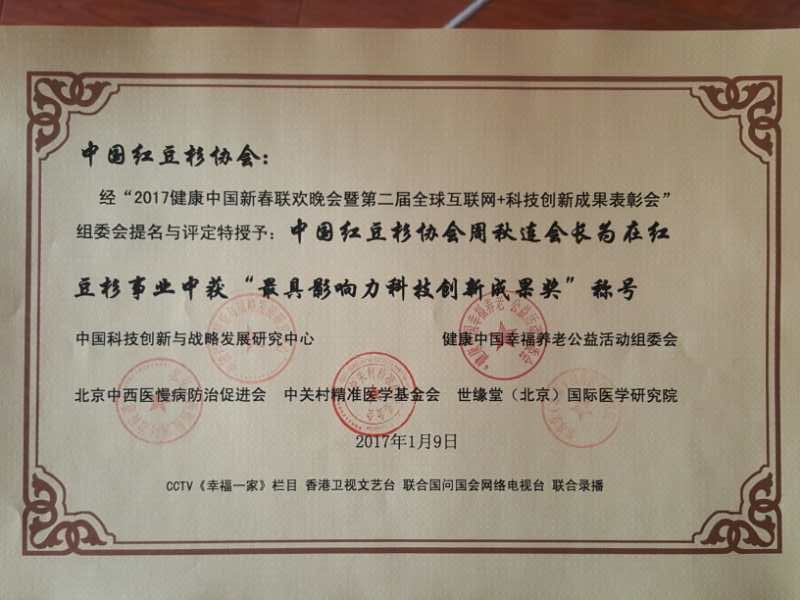 中国红豆杉协会：
经“2017健康中国新春联欢晚会暨第二届全球互联网+科技创新成果表彰会”
组委会提名与评定特授予：中国红豆杉协会周秋连会长为在红
豆杉事业中获“最具影响力科技创新成果奖”称号
中国科技创新与战略发展研究中心 健康中国幸福养老公益活动组委会
北京中西医慢病防治促进会 中关村精准医学基金会 世缘堂（北京）国际医学研究院
2017年1月9日
CCTV《幸福一家》栏目 香港卫视文艺台 联合国问国会网络电视台 联合录播